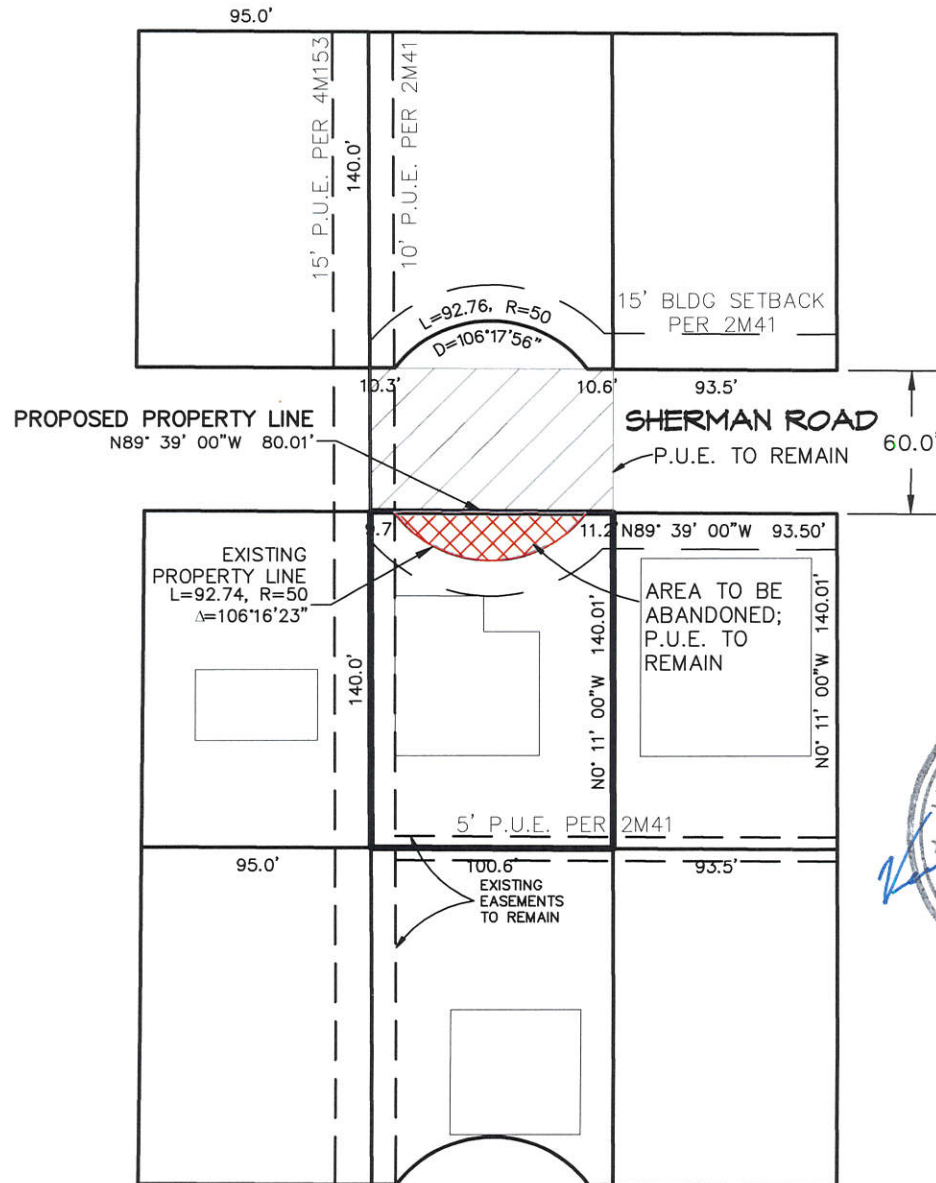 95.0'
15' P.U.E. PER 4M153
140.0'
10' P.U.E. PER 2M41
L=92.76, R=50
D=106°17'56"
15' BLDG SETBACK
PER 2M41
10.3'
10.6'
93.5'
PROPOSED PROPERTY LINE
N89° 39' 00"W 80.01'
SHERMAN ROAD
P.U.E. TO REMAIN
60.0'
9.7
11.2'
N89° 39' 00"W 93.50'
EXISTING
PROPERTY LINE
L=92.74, R=50
Δ=106°16'23"
AREA TO BE
ABANDONED;
P.U.E. TO
REMAIN
140.0'
N0° 11' 00"W 140.01'
N0° 11' 00"W 140.01'
5' P.U.E. PER 2M41
95.0'
100.6'
93.5'
EXISTING
EASEMENTS
TO REMAIN